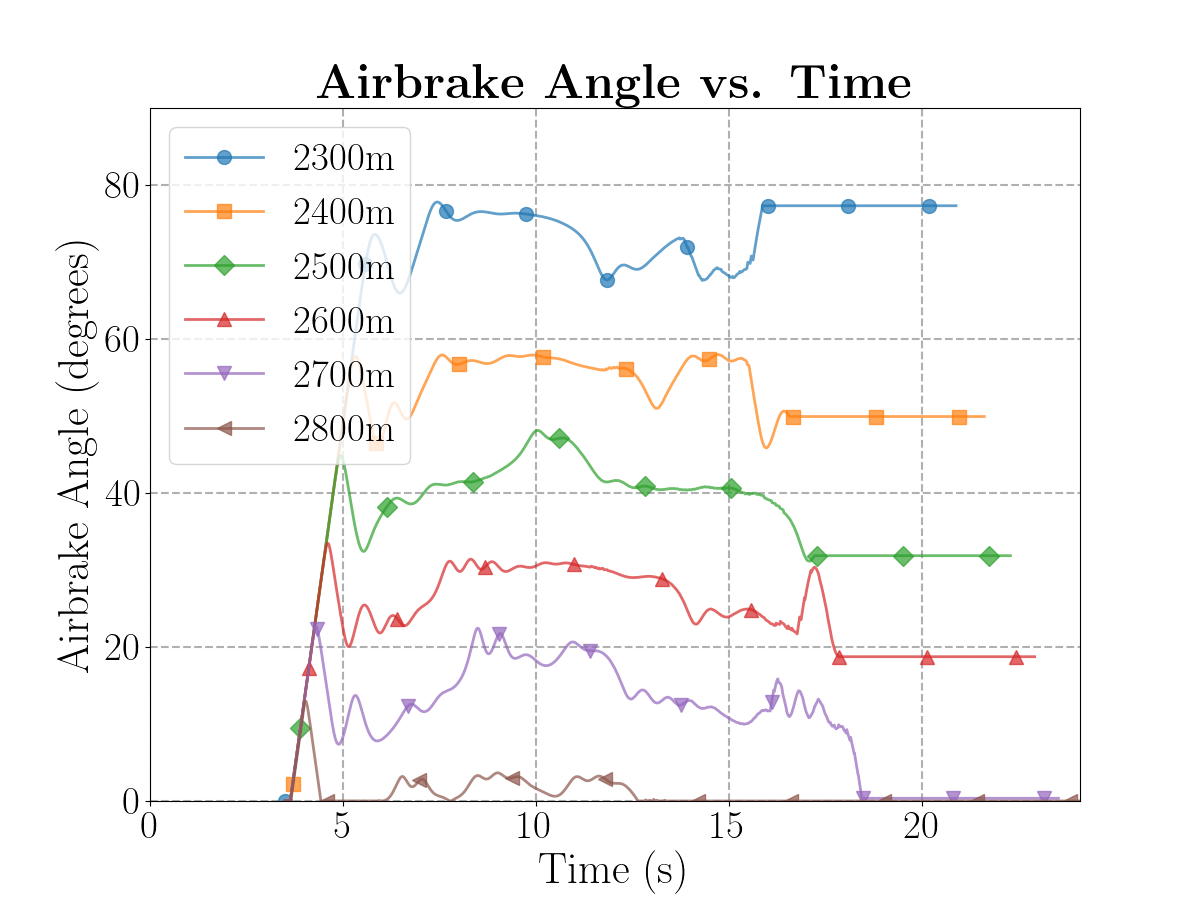 Airbrake Angle vs. Time
2300m
2400m
2500m
2600m
2700m
2800m
Airbrake Angle (degrees)
80
60
40
20
0
0 5 10 15 20
Time (s)